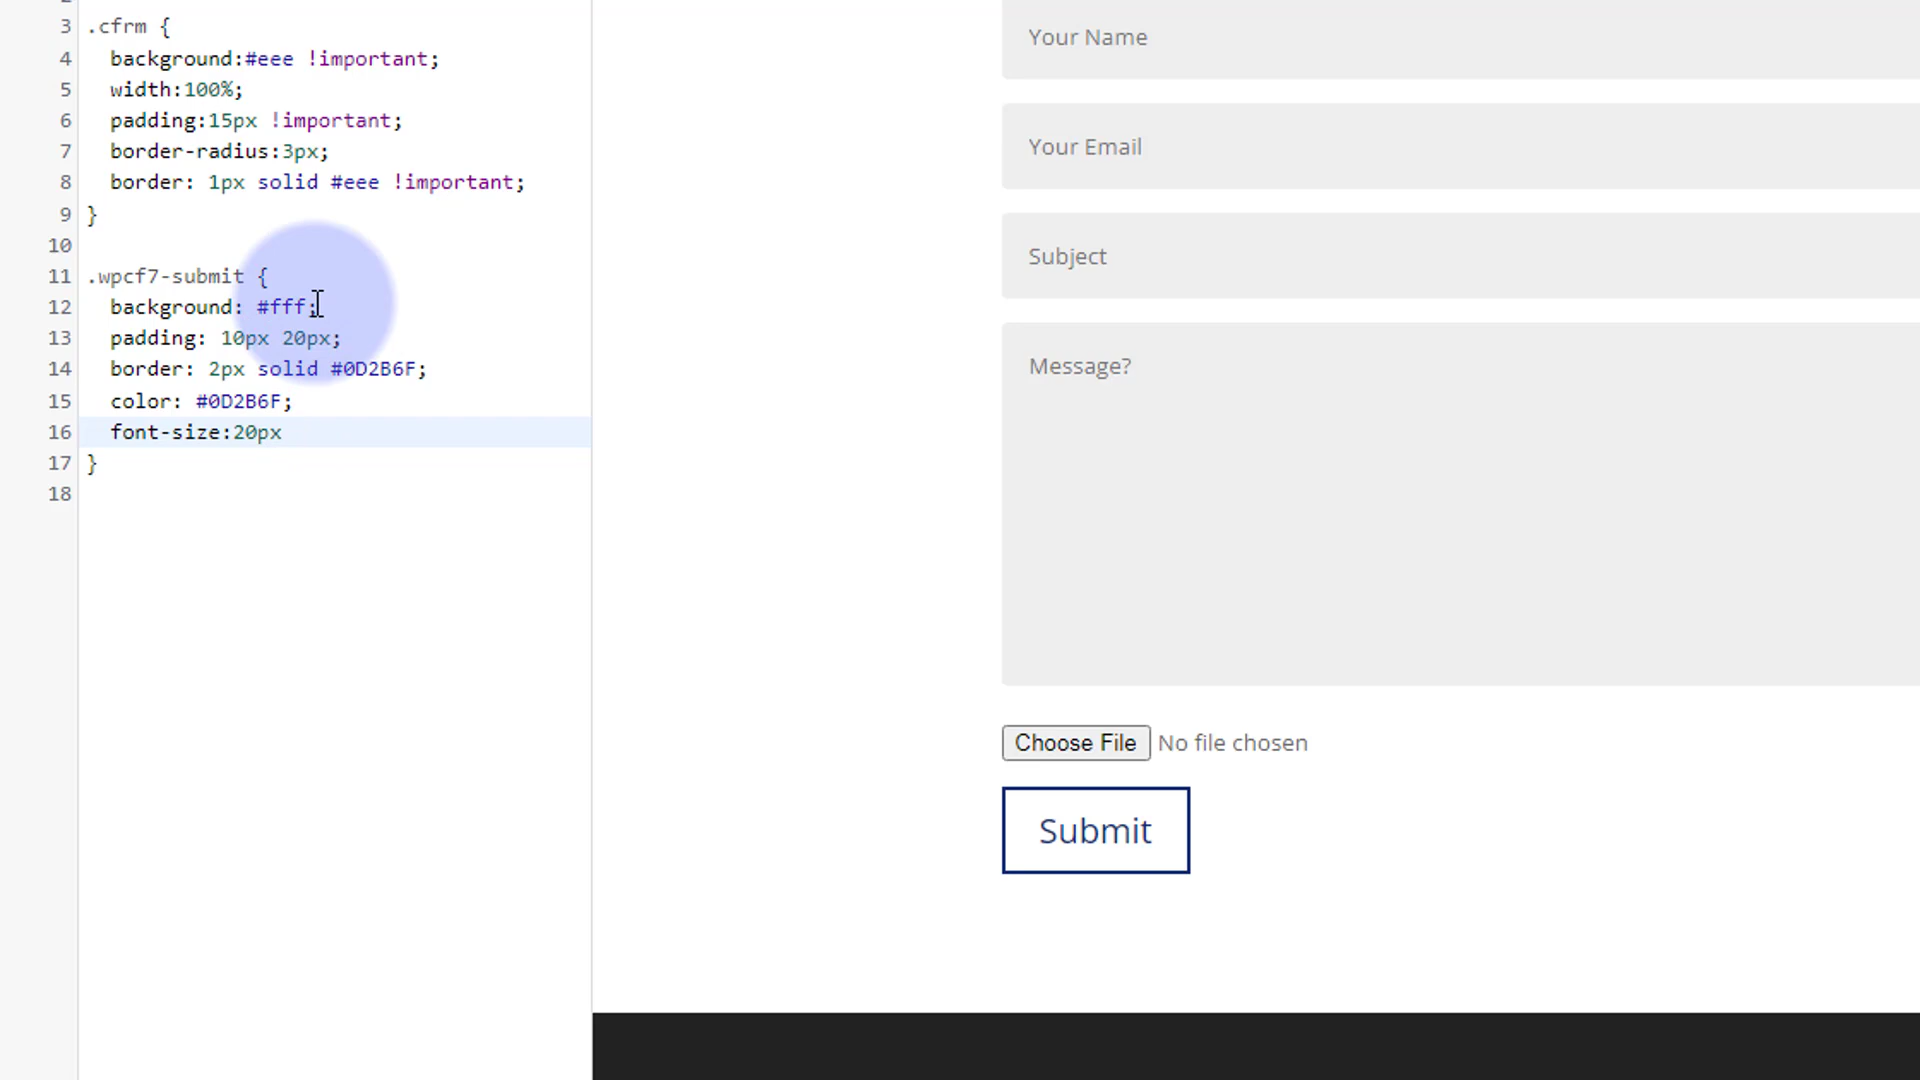 3 .cfrm {
4 background:#eee !important;
5 width:100%;
6 padding:15px !important;
7 border-radius:3px;
8 border: 1px solid #eee !important;
9 }
10
11 .wpcf7-submit {
12 background: #fff;
13 padding: 10px 20px;
14 border: 2px solid #0D2B6F;
15 color: #0D2B6F;
16 font-size:20px
17 }
18
Your Name
Your Email
Subject
Message?
Choose File No file chosen
Submit